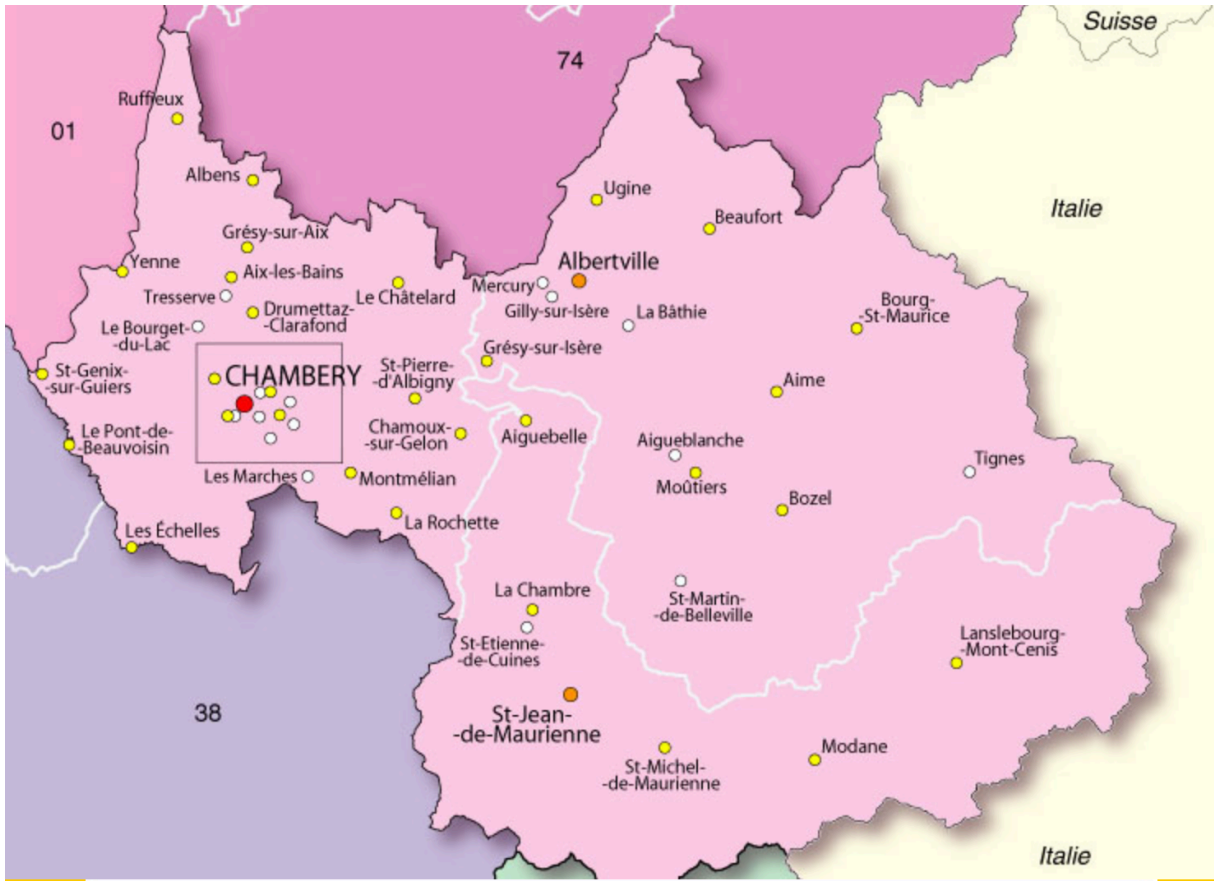 Suisse
74
Ruffieux
01
Albens
Ugine
Italie
Beaufort
Grésy-sur-Aix
Yenne
Albertville
Aix-les-Bains
Mercury
Tresserve
Le Châtelard
Drumettaz-
-Clarafond
Gilly-sur-Isère
La Bâthie
Bourg-
-St-Maurice
Le Bourget-
-du-Lac
Grésy-sur-Isère
St-Genix-
-sur-Guiers
CHAMBERY
St-Pierre-
-d'Albigny
Aime
Chamoux-
-sur-Gelon
Aiguebelle
Le Pont-de-
-Beauvoisin
Aigueblanche
Tignes
Les Marches
Montmélian
Moûtiers
Bozel
La Rochette
Les Échelles
La Chambre
St-Martin-
-de-Belleville
St-Etienne-
-de-Cuines
Lanslebourg-
-Mont-Cenis
38
St-Jean-
-de-Maurienne
Modane
St-Michel-
-de-Maurienne
Italie